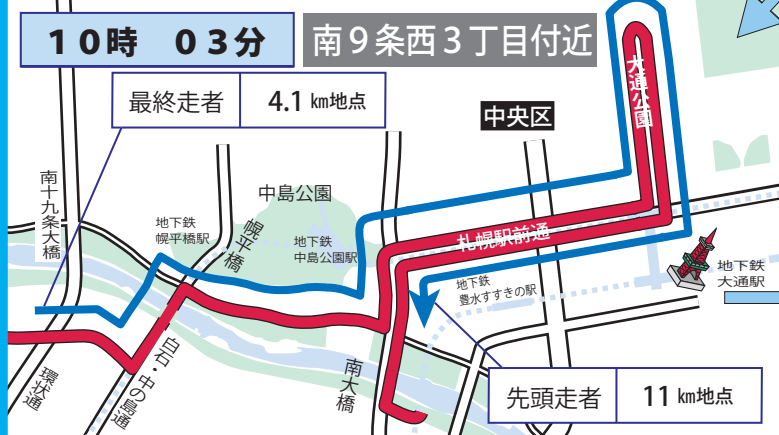 10時 03分
南9条西3丁目付近
最終走者 4.1 km地点
中央区
大通公園
南十九条大橋
地下鉄
幌平橋駅
幌平橋
中島公園
地下鉄
中島公園駅
札幌駅前通
地下鉄
豊水すすきの駅
地下鉄
大通駅
環状通
白石・中の島通
南大橋
先頭走者 11 km地点